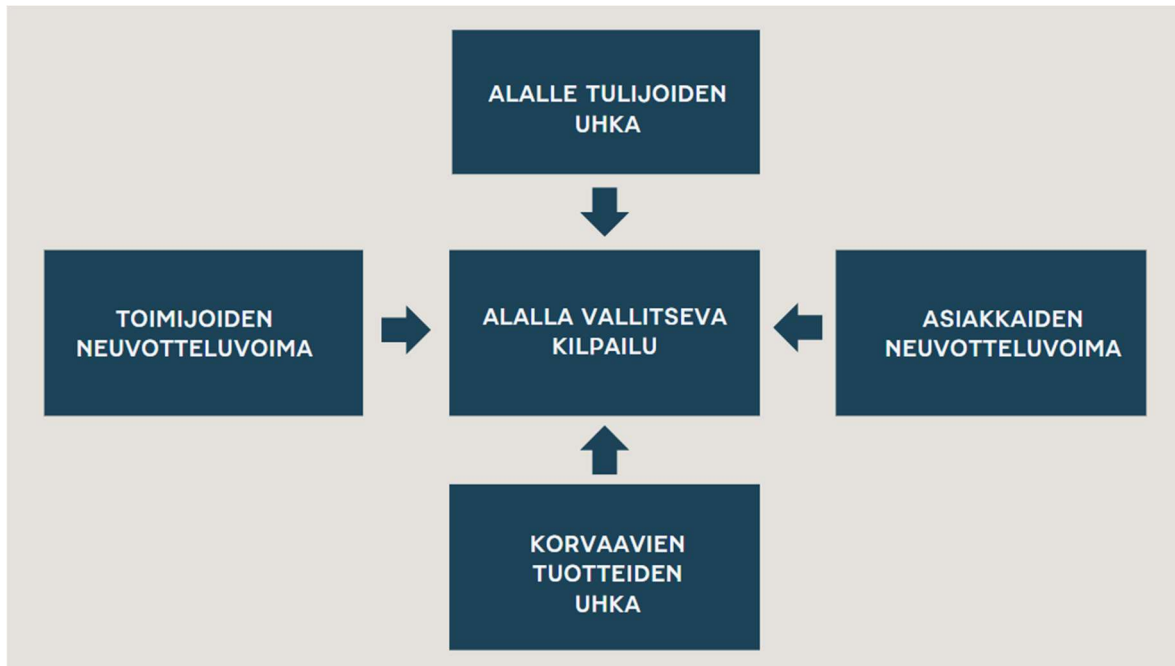 ALALLE TULIJOIDEN
UHKA
TOIMIJOIDEN
NEUVOTTELUVOIMA
ALALLA VALLITSEVA
KILPAILU
ASIAKKAIDEN
NEUVOTTELUVOIMA
KORVAAVIEN
TUOTTEIDEN
UHKA